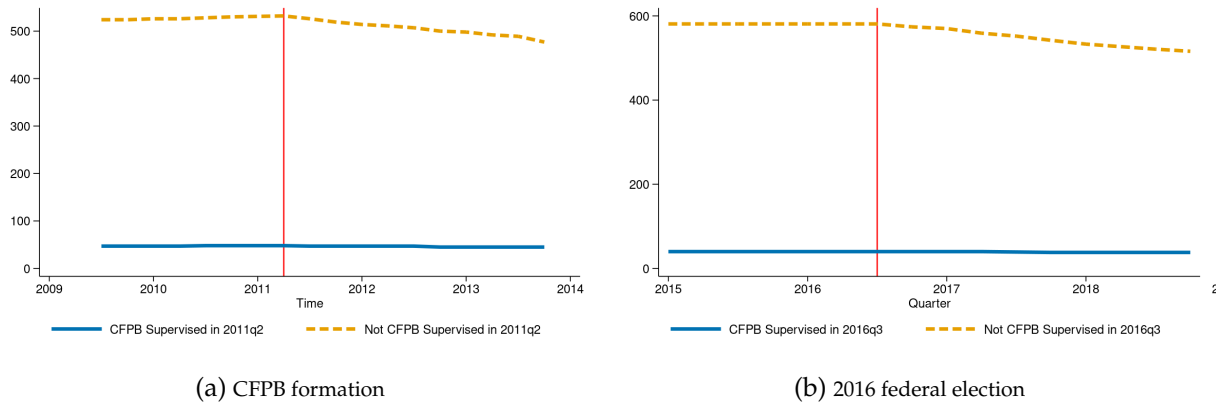 500
400
300
200
100
0
2009 2010 2011 2012 2013 2014
Time
CFPB Supervised in 2011q2 Not CFPB Supervised in 2011q2
(a) CFPB formation
600
400
200
0
2015 2016 2017 2018 2
Quarter
CFPB Supervised in 2016q3 Not CFPB Supervised in 2016q3
(b) 2016 federal election